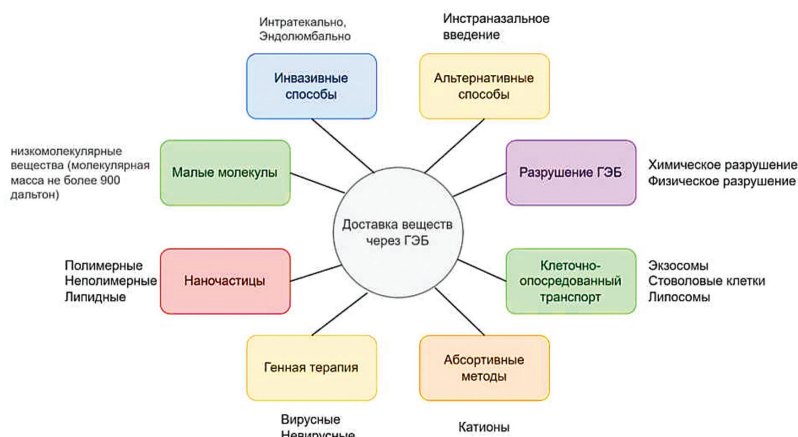 Интратекально,
Эндолюмбально
Инстраназальное
введение
Инвазивные
способы
Альтернативные
способы
низкомолекулярные
вещества (молекулярная
масса не более 900
дальтон)
Малые молекулы
Разрушение ГЭБ
Химическое разрушение
Физическое разрушение
Доставка веществ
через ГЭБ
Полимерные
Неполимерные
Липидные
Наночастицы
Клеточно-
опосредованный
транспорт
Экзосомы
Стоволовые клетки
Липосомы
Генная терапия
Абсортивные
методы
Вирусные
Невирусные
Катионы